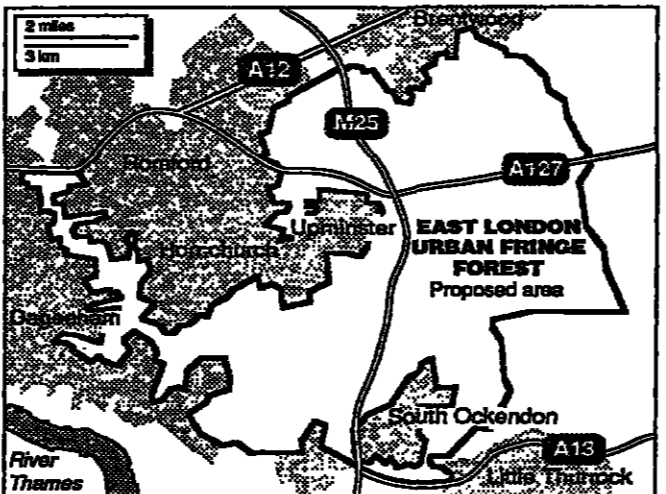 2 miles
3 km
Brentwood
A12
M25
Romford
A127
Upminster
Hornchurch
EAST LONDON
URBAN FRINGE
FOREST
Proposed area
Dagenham
South Ockendon
A13
River
Thames
Little Thurrock